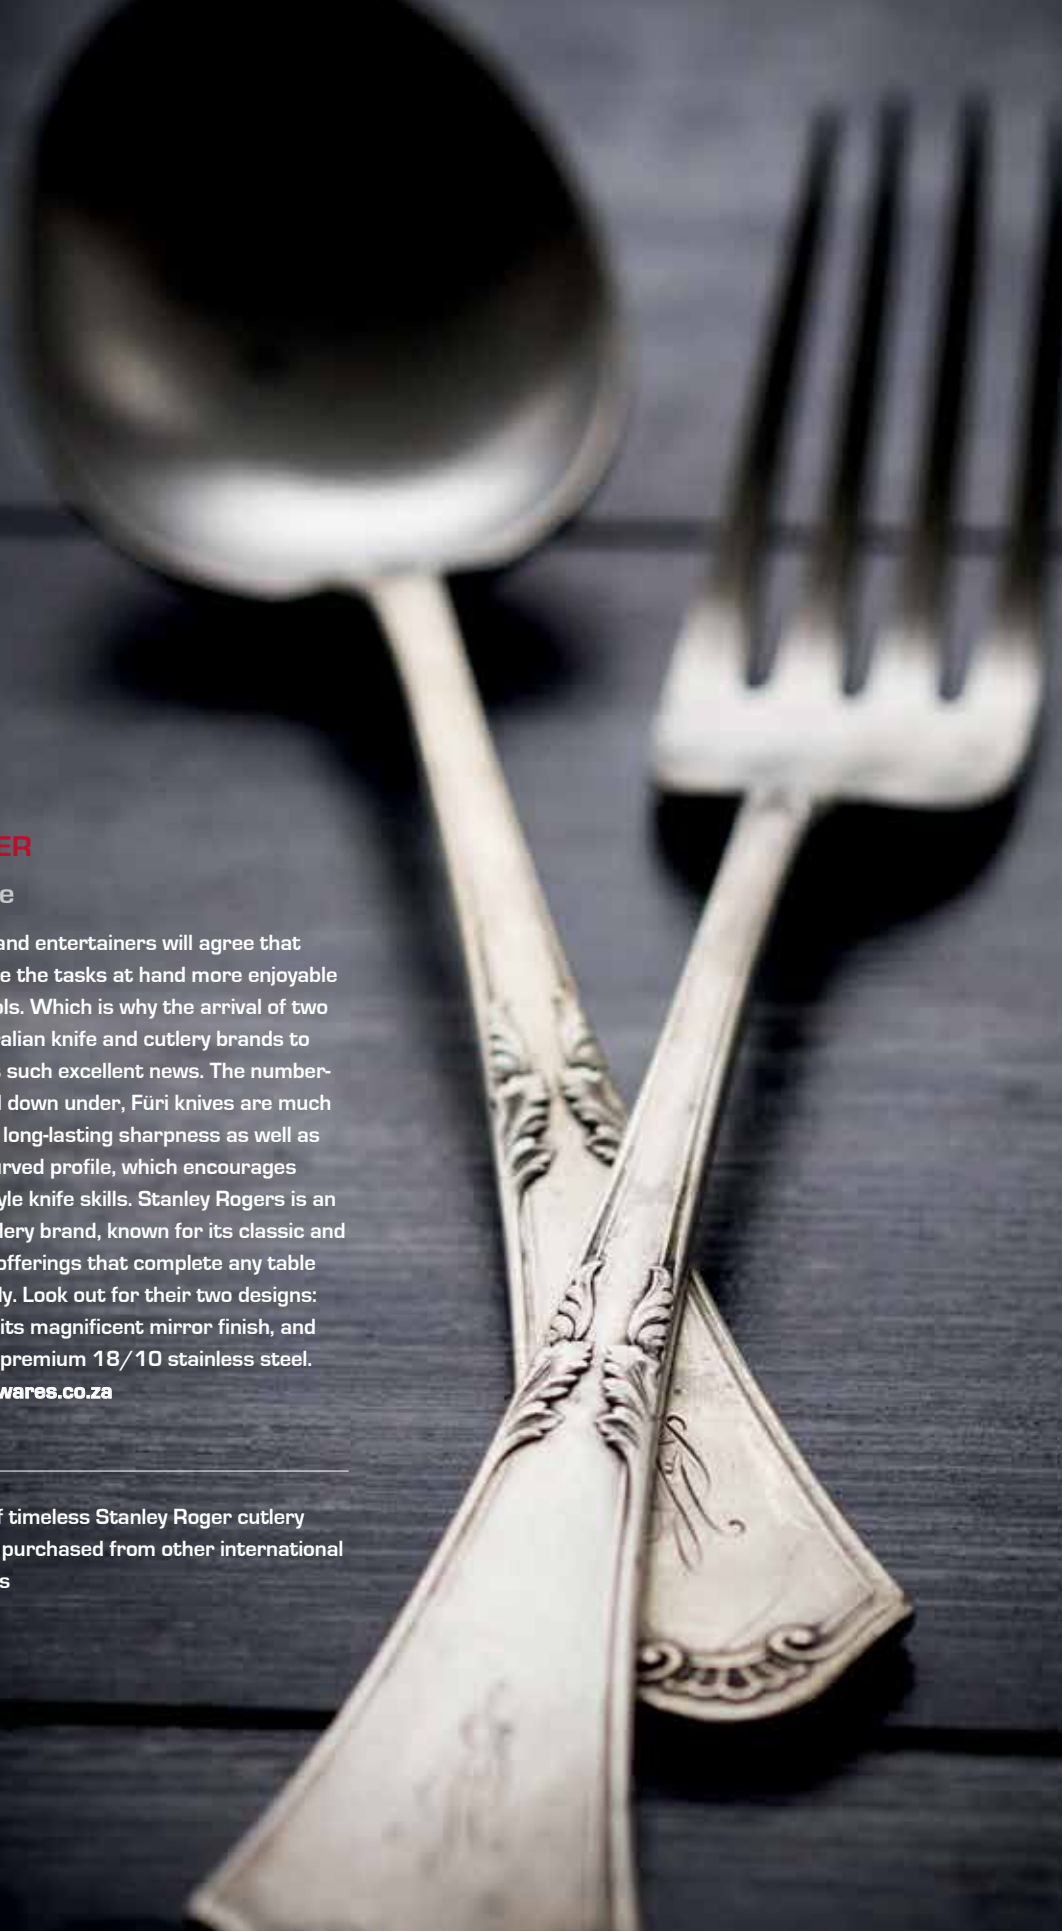 ER
e
and entertainers will agree that
e the tasks at hand more enjoyable
ols. Which is why the arrival of two
ralian knife and cutlery brands to
s such excellent news. The number-
l down under, Füri knives are much
long-lasting sharpness as well as
urved profile, which encourages
yle knife skills. Stanley Rogers is an
lery brand, known for its classic and
offerings that complete any table
ly. Look out for their two designs:
its magnificent mirror finish, and
premium 18/10 stainless steel.
wares.co.za
f timeless Stanley Roger cutlery
purchased from other international
s